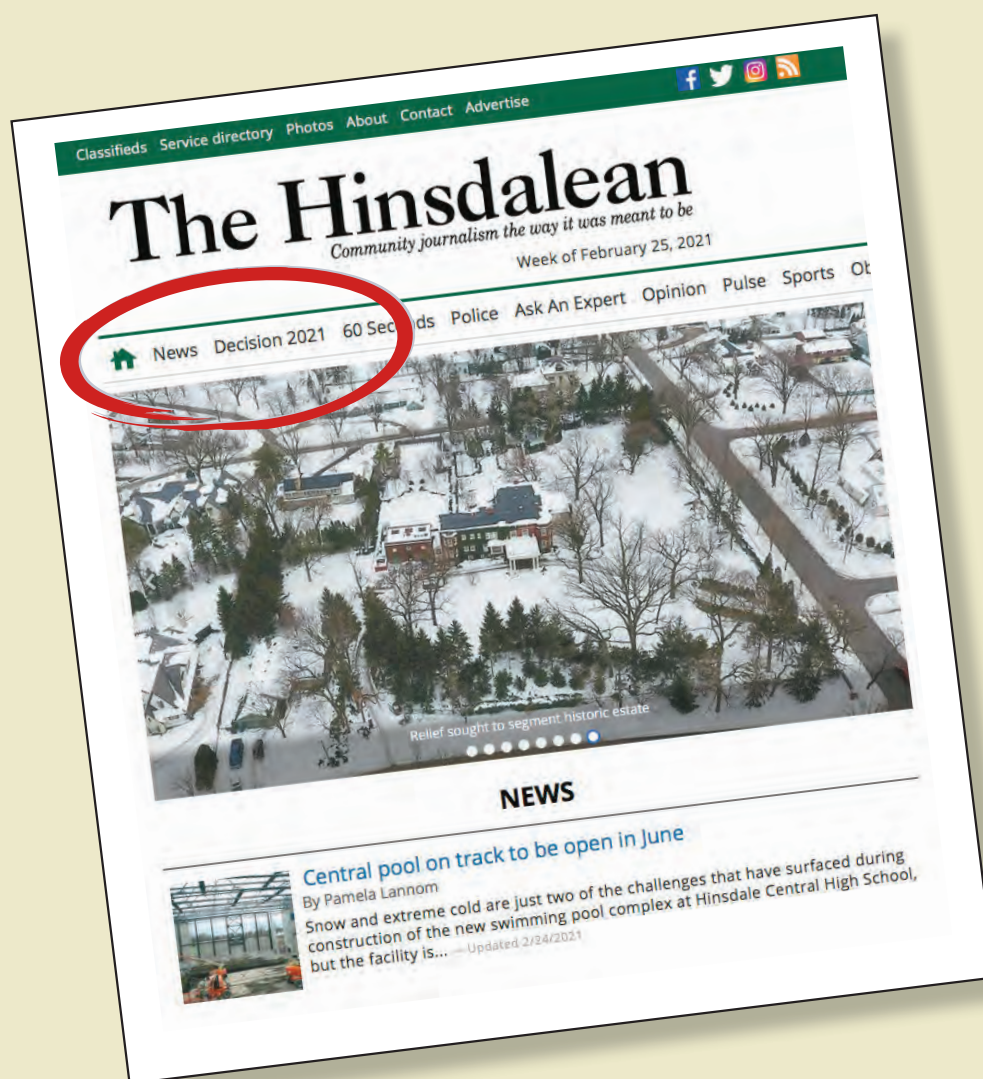 Classifieds Service directory Photos About Contact Advertise
The Hinsdalean
Community journalism the way it was meant to be
Week of February 25, 2021
News Decision 2021 60 Sec ds Police Ask An Expert Opinion Pulse Sports Ob
Relief sought to segment historic estate
NEWS
Central pool on track to be open in June
By Pamela Lannom
Snow and extreme cold are just two of the challenges that have surfaced during
construction of the new swimming pool complex at Hinsdale Central High School,
but the facility is... — Updated 2/24/2021